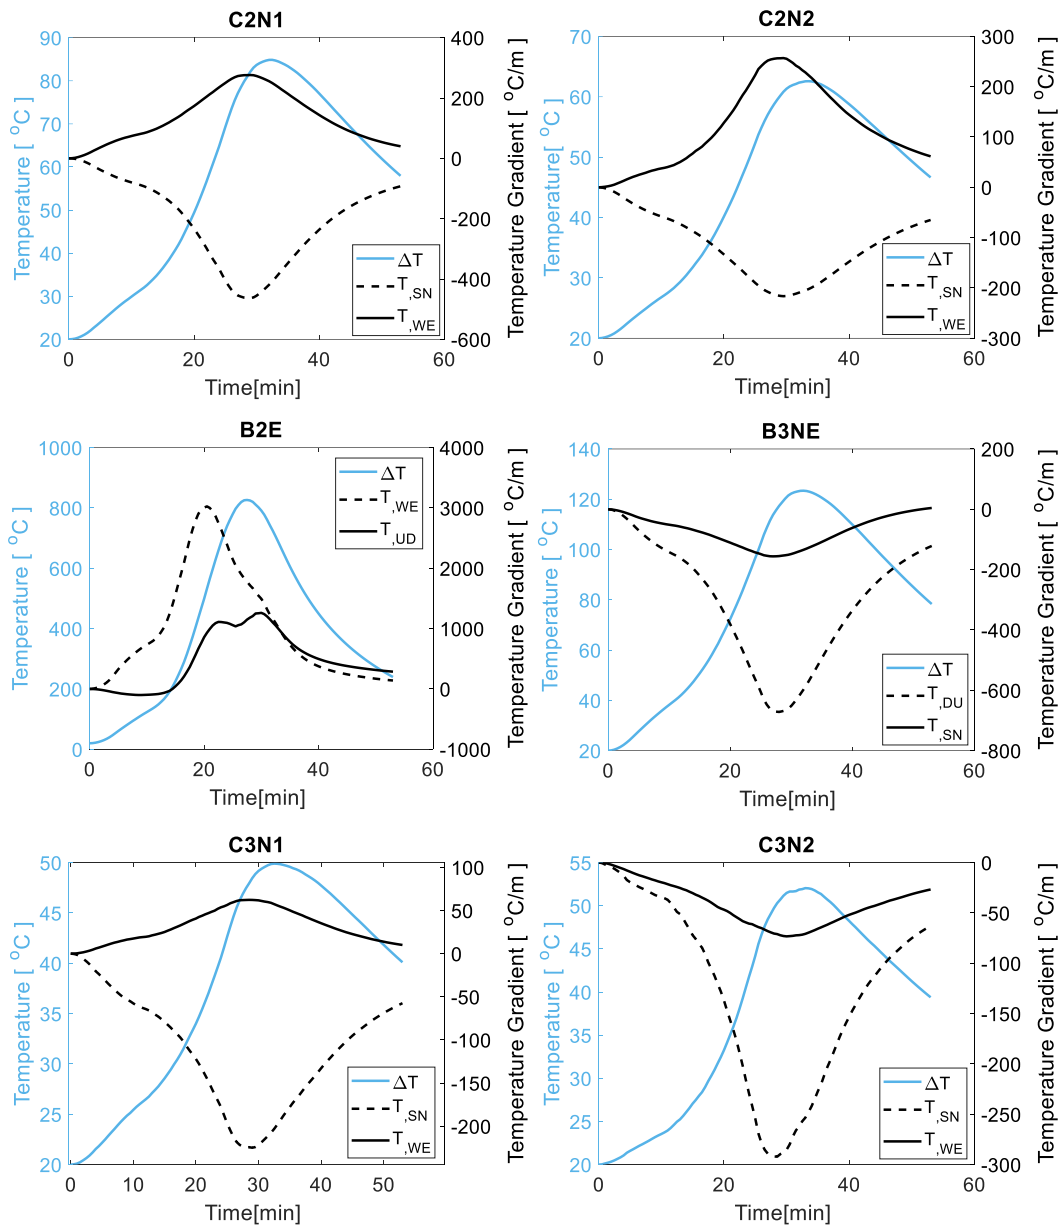 C2N1
90
80
70
60
50
40
30
20
Temperature [ °C ]
400
200
0
-200
-400
-600
Temperature Gradient [ °C/m ]
ΔT
T,SN
T,WE
0 20 40 60
Time[min]
C2N2
70
60
50
40
30
20
Temperature[ °C ]
300
200
100
0
-100
-200
-300
Temperature Gradient [ °C/m ]
ΔT
T,SN
T,WE
0 20 40 60
Time[min]
B2E
1000
800
600
400
200
0
Temperature [ °C ]
4000
3000
2000
1000
0
-1000
Temperature Gradient [ °C/m ]
ΔT
T,WE
T,UD
0 20 40 60
Time[min]
B3NE
140
120
100
80
60
40
20
Temperature [ °C ]
200
0
-200
-400
-600
-800
Temperature Gradient [ °C/m ]
ΔT
T,DU
T,SN
0 20 40 60
Time[min]
C3N1
50
45
40
35
30
25
20
Temperature [ °C ]
100
50
0
-50
-100
-150
-200
Temperature Gradient [ °C/m ]
ΔT
T,SN
T,WE
0 10 20 30 40 50
Time[min]
C3N2
55
50
45
40
35
30
25
20
Temperature [ °C ]
0
-50
-100
-150
-200
-250
-300
Temperature Gradient [ °C/m ]
ΔT
T,SN
T,WE
0 20 40 60
Time[min]